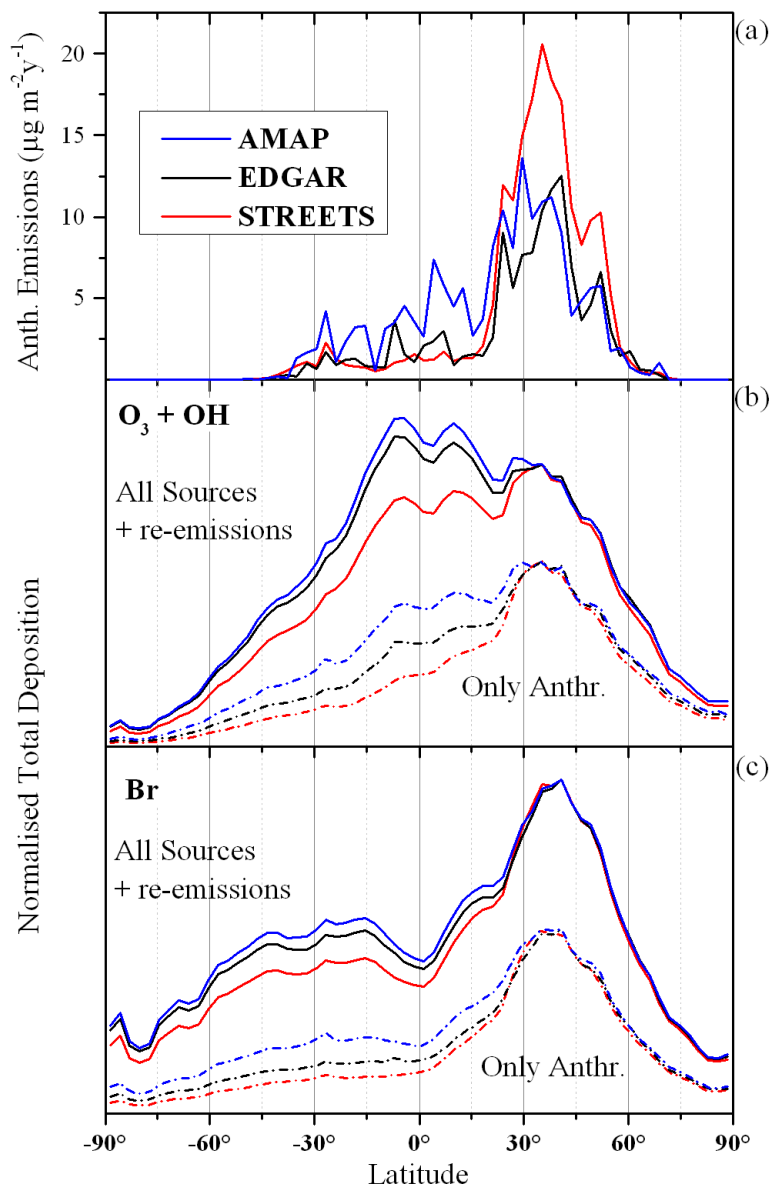 (a)
Anth. Emissions (µg m⁻²y⁻¹)
20
15
10
5
AMAP
EDGAR
STREETS
(b)
O₃ + OH
All Sources
+ re-emissions
Only Anthr.
Normalised Total Deposition
(c)
Br
All Sources
+ re-emissions
Only Anthr.
-90° -60° -30° 0° 30° 60° 90°
Latitude